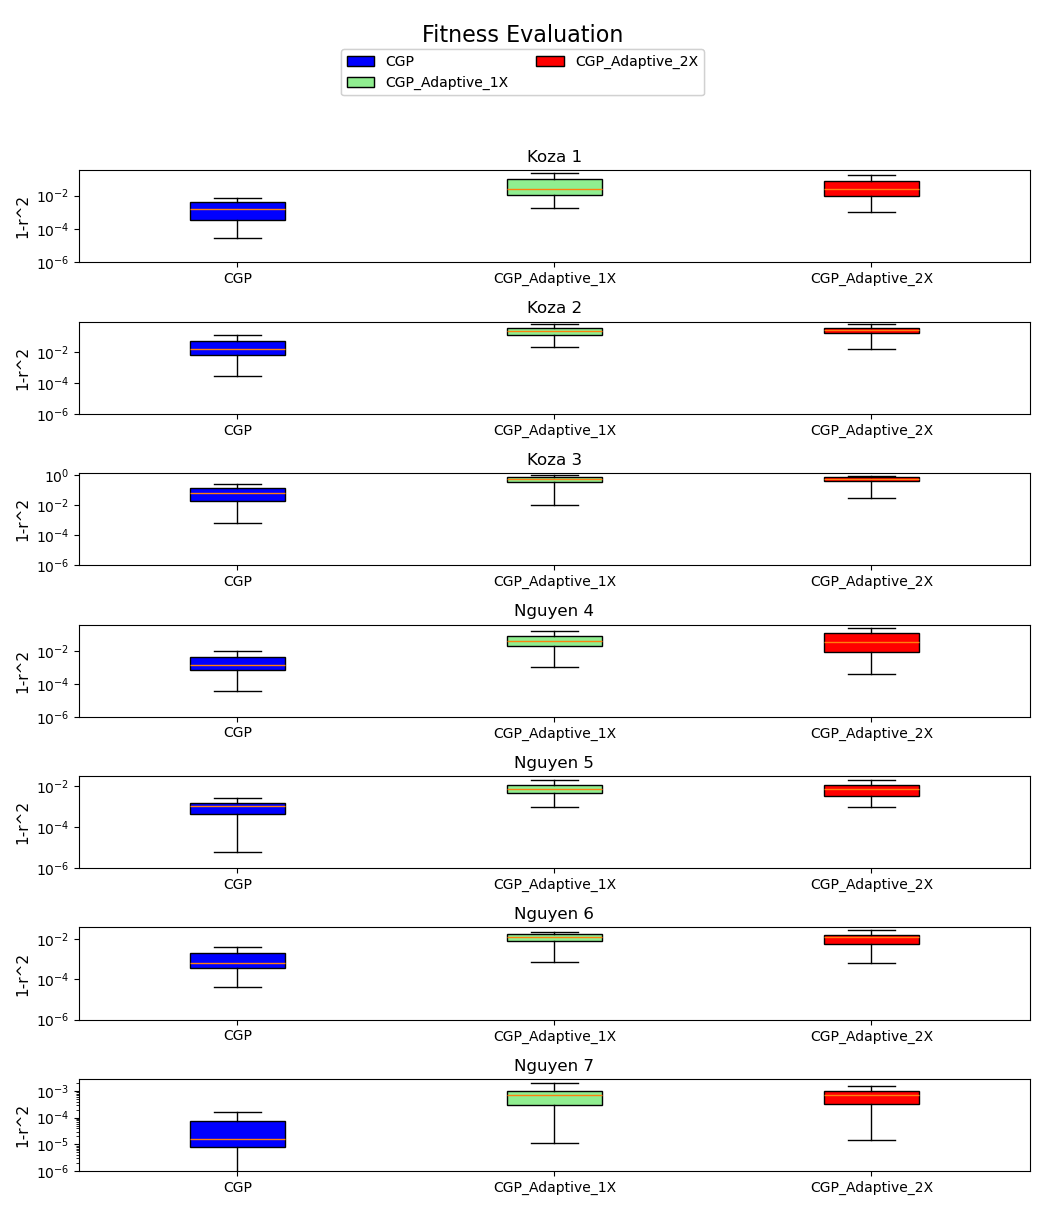 Fitness Evaluation
CGP
CGP_Adaptive_1X
CGP_Adaptive_2X
Koza 1
1-r^2
10^-2
10^-4
10^-6
CGP CGP_Adaptive_1X CGP_Adaptive_2X
Koza 2
1-r^2
10^-2
10^-4
10^-6
CGP CGP_Adaptive_1X CGP_Adaptive_2X
Koza 3
1-r^2
10^0
10^-2
10^-4
10^-6
CGP CGP_Adaptive_1X CGP_Adaptive_2X
Nguyen 4
1-r^2
10^-2
10^-4
10^-6
CGP CGP_Adaptive_1X CGP_Adaptive_2X
Nguyen 5
1-r^2
10^-2
10^-4
10^-6
CGP CGP_Adaptive_1X CGP_Adaptive_2X
Nguyen 6
1-r^2
10^-2
10^-4
10^-6
CGP CGP_Adaptive_1X CGP_Adaptive_2X
Nguyen 7
1-r^2
10^-3
10^-4
10^-5
10^-6
CGP CGP_Adaptive_1X CGP_Adaptive_2X